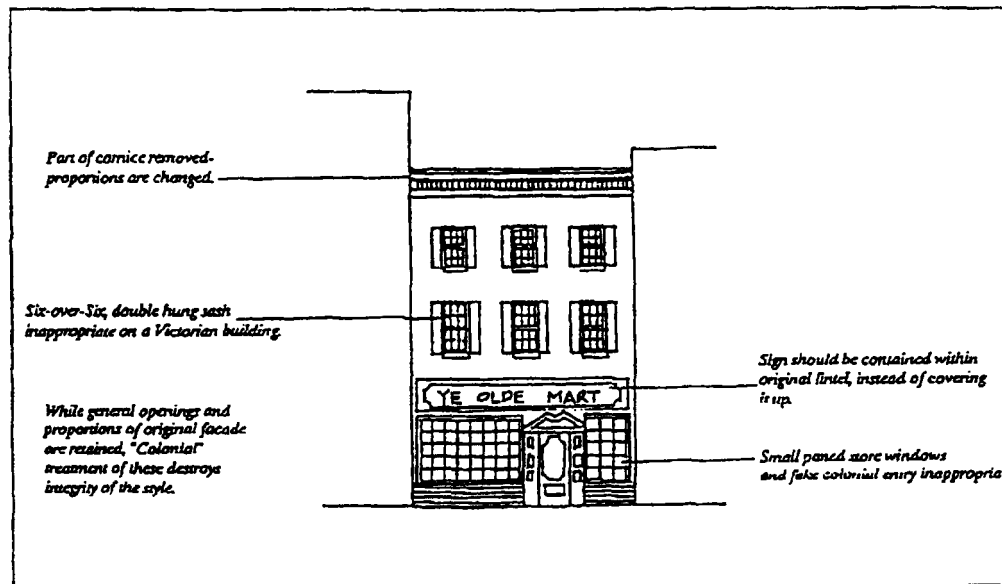 Part of cornice removed-
proportions are changed.
Six-over-Six, double hung sash
inappropriate on a Victorian building.
While general openings and
proportions of original facade
are retained, "Colonial"
treatment of these destroys
integrity of the style.
YE OLDE MART
Sign should be contained within
original lintel, instead of covering
it up.
Small paned store windows
and fake colonial entry inappropria